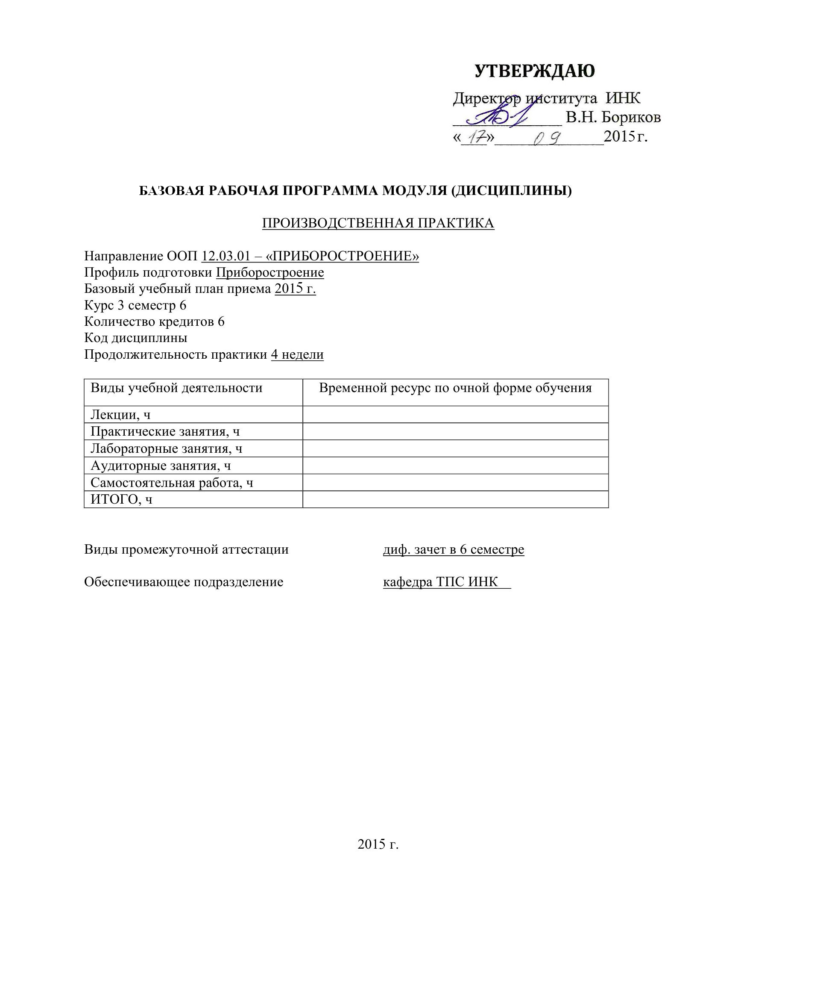 УТВЕРЖДАЮ
Директор института ИНК
______________ В.Н. Бориков
« 17 » 09 2015 г.
БАЗОВАЯ РАБОЧАЯ ПРОГРАММА МОДУЛЯ (ДИСЦИПЛИНЫ)
ПРОИЗВОДСТВЕННАЯ ПРАКТИКА
Направление ООП 12.03.01 – «ПРИБОРОСТРОЕНИЕ»
Профиль подготовки Приборостроение
Базовый учебный план приема 2015 г.
Курс 3 семестр 6
Количество кредитов 6
Код дисциплины
Продолжительность практики 4 недели
Виды учебной деятельности Временной ресурс по очной форме обучения
Лекции, ч
Практические занятия, ч
Лабораторные занятия, ч
Аудиторные занятия, ч
Самостоятельная работа, ч
ИТОГО, ч
Виды промежуточной аттестации диф. зачет в 6 семестре
Обеспечивающее подразделение кафедра ТПС ИНК
2015 г.